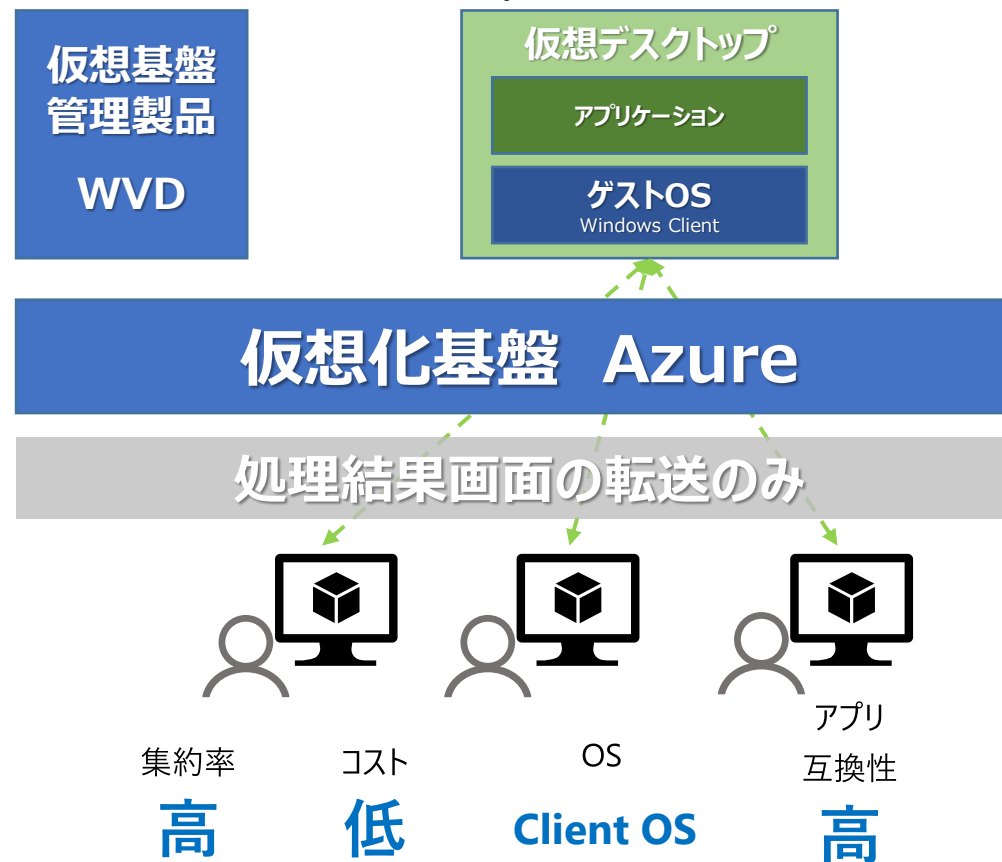 仮想基盤
管理製品
WVD
仮想デスクトップ
アプリケーション
ゲストOS
Windows Client
仮想化基盤 Azure
処理結果画面の転送のみ
集約率
高
コスト
低
OS
Client OS
アプリ
互換性
高